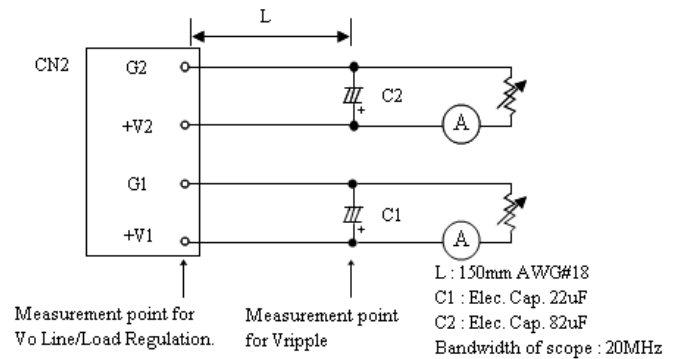 L
CN2
G2
C2
A
+V2
G1
C1
+V1
A
L : 150mm AWG#18
C1 : Elec. Cap. 22uF
C2 : Elec. Cap. 82uF
Bandwidth of scope : 20MHz
Measurement point for
Vo Line/Load Regulation.
Measurement point
for Vripple
+
+